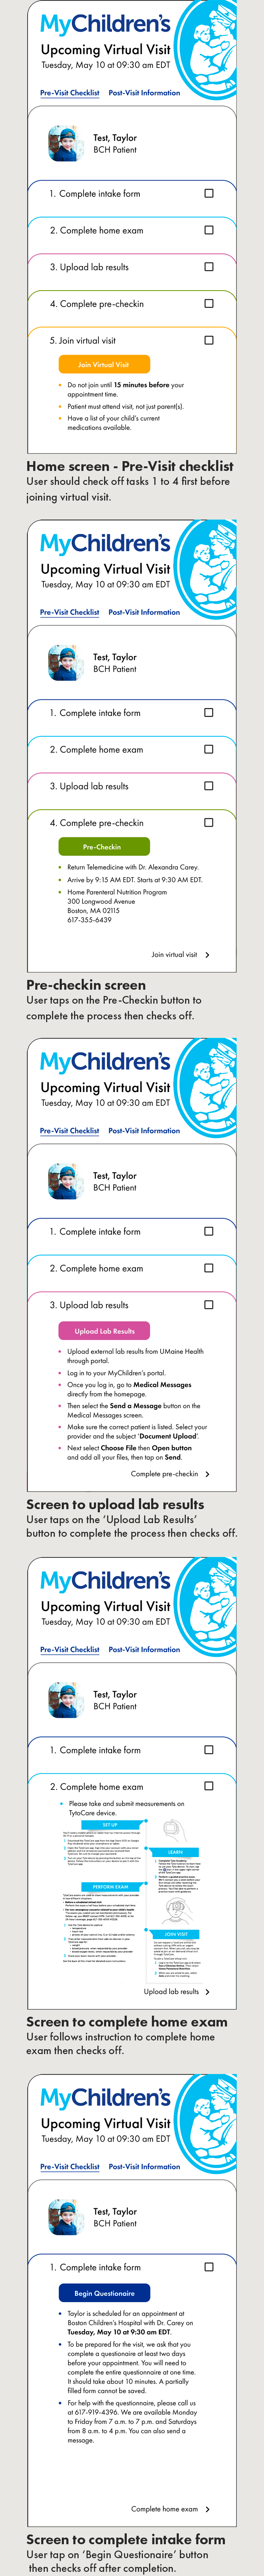 MyChildren's
Upcoming Virtual Visit
Tuesday, May 10 at 09:30 am EDT
Pre-Visit Checklist Post-Visit Information
Test, Taylor
BCH Patient
1. Complete intake form
2. Complete home exam
3. Upload lab results
4. Complete pre-checkin
5. Join virtual visit
Join Virtual Visit
Do not join until 15 minutes before your
appointment time.
Patient must attend visit, not just parent(s).
Have a list of your child's current
medications available.
Home screen - Pre-Visit checklist
User should check off tasks 1 to 4 first before
joining virtual visit.
MyChildren's
Upcoming Virtual Visit
Tuesday, May 10 at 09:30 am EDT
Pre-Visit Checklist Post-Visit Information
Test, Taylor
BCH Patient
1. Complete intake form
2. Complete home exam
3. Upload lab results
4. Complete pre-checkin
Pre-Checkin
Return Telemedicine with Dr. Alexandra Carey.
Arrive by 9:15 AM EDT. Starts at 9:30 AM EDT.
Home Parenteral Nutrition Program
300 Longwood Avenue
Boston, MA 02115
617-355-6439
Join virtual visit >
Pre-checkin screen
User taps on the Pre-Checkin button to
complete the process then checks off.
MyChildren's
Upcoming Virtual Visit
Tuesday, May 10 at 09:30 am EDT
Pre-Visit Checklist Post-Visit Information
Test, Taylor
BCH Patient
1. Complete intake form
2. Complete home exam
3. Upload lab results
Upload Lab Results
Upload external lab results from UMaine Health
through portal.
Log in to your MyChildren's portal.
Once you log in, go to Medical Messages
directly from the homepage.
Then select the Send a Message button on the
Medical Messages screen.
Make sure the correct patient is listed. Select your
provider and the subject 'Document Upload'.
Next select Choose File then Open button
and add all your files, then tap on Send.
Complete pre-checkin >
Screen to upload lab results
User taps on the 'Upload Lab Results'
button to complete the process then checks off.
MyChildren's
Upcoming Virtual Visit
Tuesday, May 10 at 09:30 am EDT
Pre-Visit Checklist Post-Visit Information
Test, Taylor
BCH Patient
1. Complete intake form
2. Complete home exam
Please take and submit measurements on
TytoCare device.
SET UP
LEARN
PERFORM EXAM
JOIN VISIT
Upload lab results >
Screen to complete home exam
User follows instruction to complete home
exam then checks off.
MyChildren's
Upcoming Virtual Visit
Tuesday, May 10 at 09:30 am EDT
Pre-Visit Checklist Post-Visit Information
Test, Taylor
BCH Patient
1. Complete intake form
Begin Questionaire
Taylor is scheduled for an appointment at
Boston Children's Hospital with Dr. Carey on
Tuesday, May 10 at 9:30 am EDT.
To be prepared for the visit, we ask that you
complete a questionaire at least two days
before your appointment. You will need to
complete the entire questionaire at one time.
It should take about 10 minutes. A partially
filled form cannot be saved.
For help with the questionaire, please call us
at 617-919-4396. We are available Monday
to Friday from 7 a.m. to 7 p.m. and Saturdays
from 8 a.m. to 4 p.m. You can also send a
message.
Complete home exam >
Screen to complete intake form
User tap on 'Begin Questionaire' button
then checks off after completion.